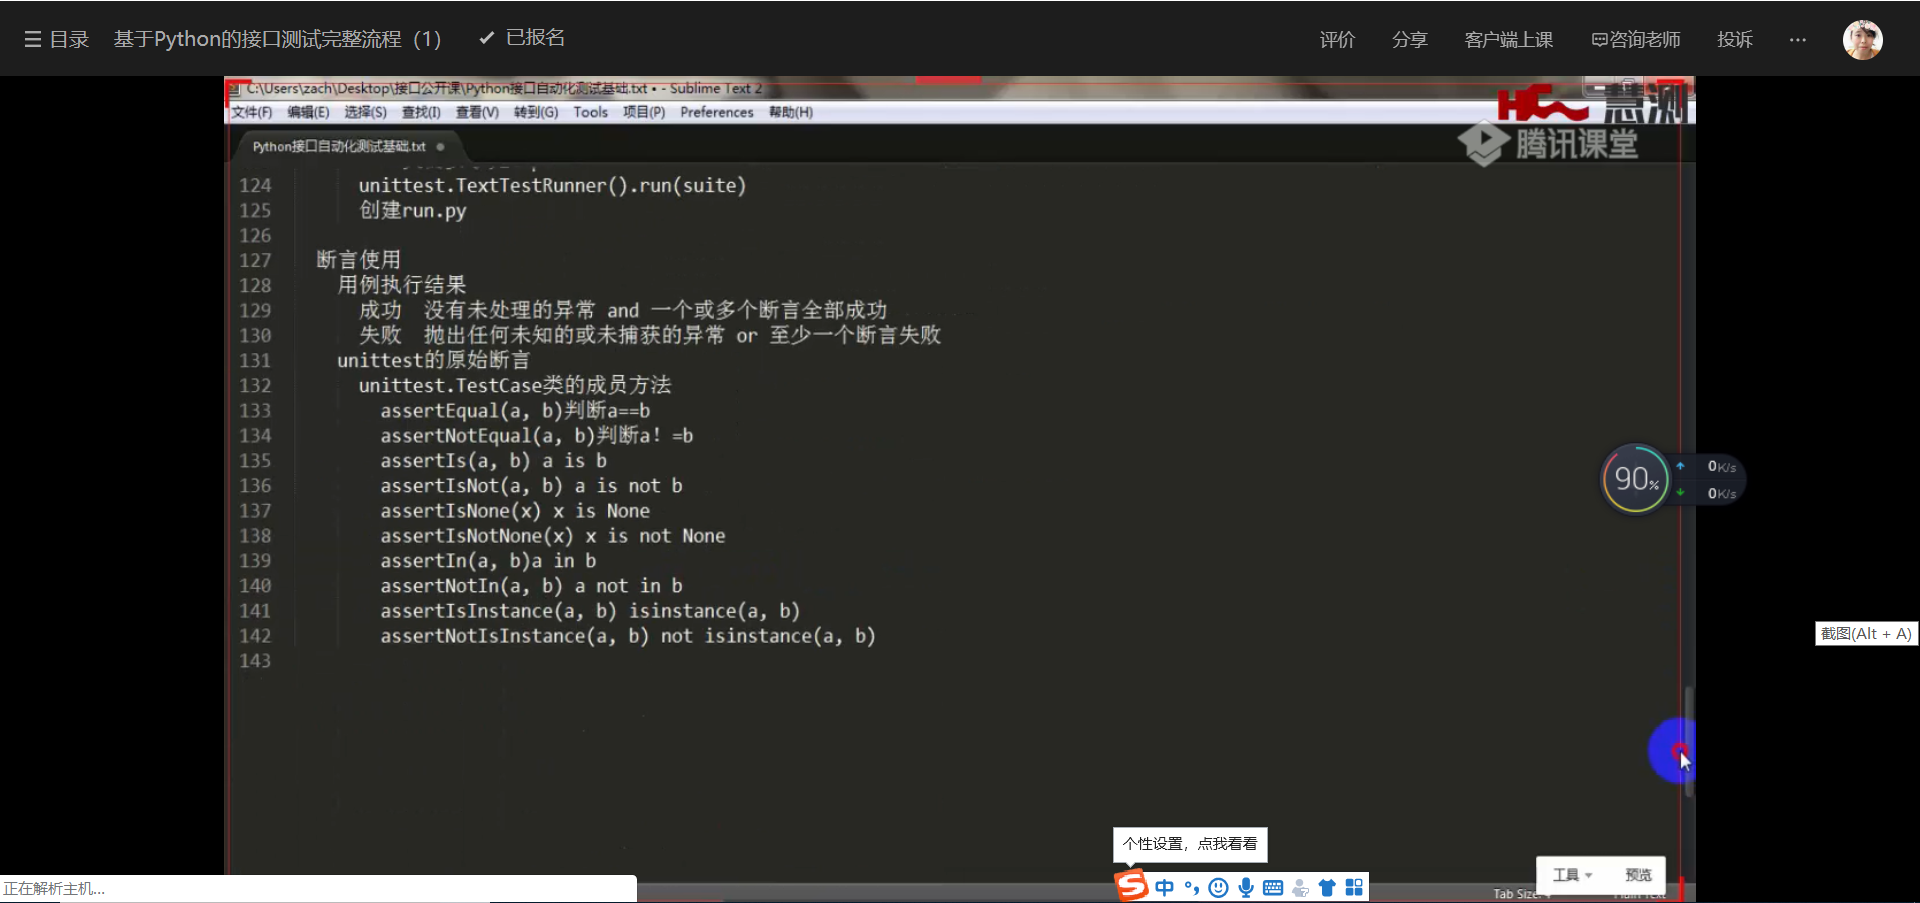 目录 基于Python的接口测试完整流程（1） 已报名 评价 分享 客户端上课 咨询老师 投诉 ···
C:\Users\zach\Desktop\接口公开课\Python接口自动化测试基础.txt • - Sublime Text 2
文件(F) 编辑(E) 选择(S) 查找(I) 查看(V) 转到(G) Tools 项目(P) Preferences 帮助(H)
慧测
Python接口自动化测试基础.txt
腾讯课堂
124 unittest.TextTestRunner().run(suite)
125 创建run.py
126
127 断言使用
128 用例执行结果
129 成功 没有未处理的异常 and 一个或多个断言全部成功
130 失败 抛出任何未知的或未捕获的异常 or 至少一个断言失败
131 unittest的原始断言
132 unittest.TestCase类的成员方法
133 assertEqual(a, b)判断a==b
134 assertNotEqual(a, b)判断a！=b
135 assertIs(a, b) a is b
136 assertIsNot(a, b) a is not b
137 assertIsNone(x) x is None
138 assertIsNotNone(x) x is not None
139 assertIn(a, b)a in b
140 assertNotIn(a, b) a not in b
141 assertIsInstance(a, b) isinstance(a, b)
142 assertNotIsInstance(a, b) not isinstance(a, b)
143
90%
0K/s
0K/s
截图(Alt + A)
个性设置，点我看看
工具 预览
正在解析主机...
中
Tab Size: